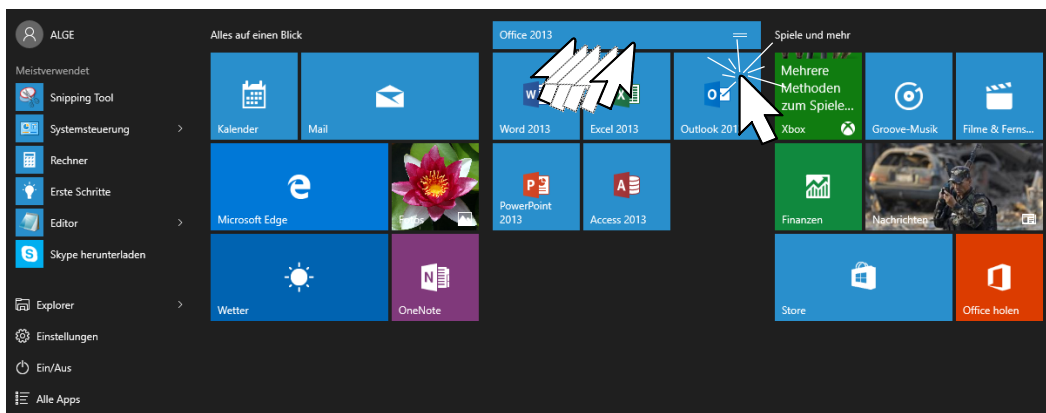 ALGE
Meistverwendet
Snipping Tool
Systemsteuerung
Rechner
Erste Schritte
Editor
Skype herunterladen
Explorer
Einstellungen
Ein/Aus
Alle Apps
Alles auf einen Blick
Kalender
Mail
Microsoft Edge
Fotos
Wetter
OneNote
Office 2013
Word 2013
Excel 2013
Outlook 201
PowerPoint
2013
Access 2013
Spiele und mehr
Mehrere
Methoden
zum Spiele...
Xbox
Groove-Musik
Filme & Ferns...
Finanzen
Nachrichten
Store
Office holen